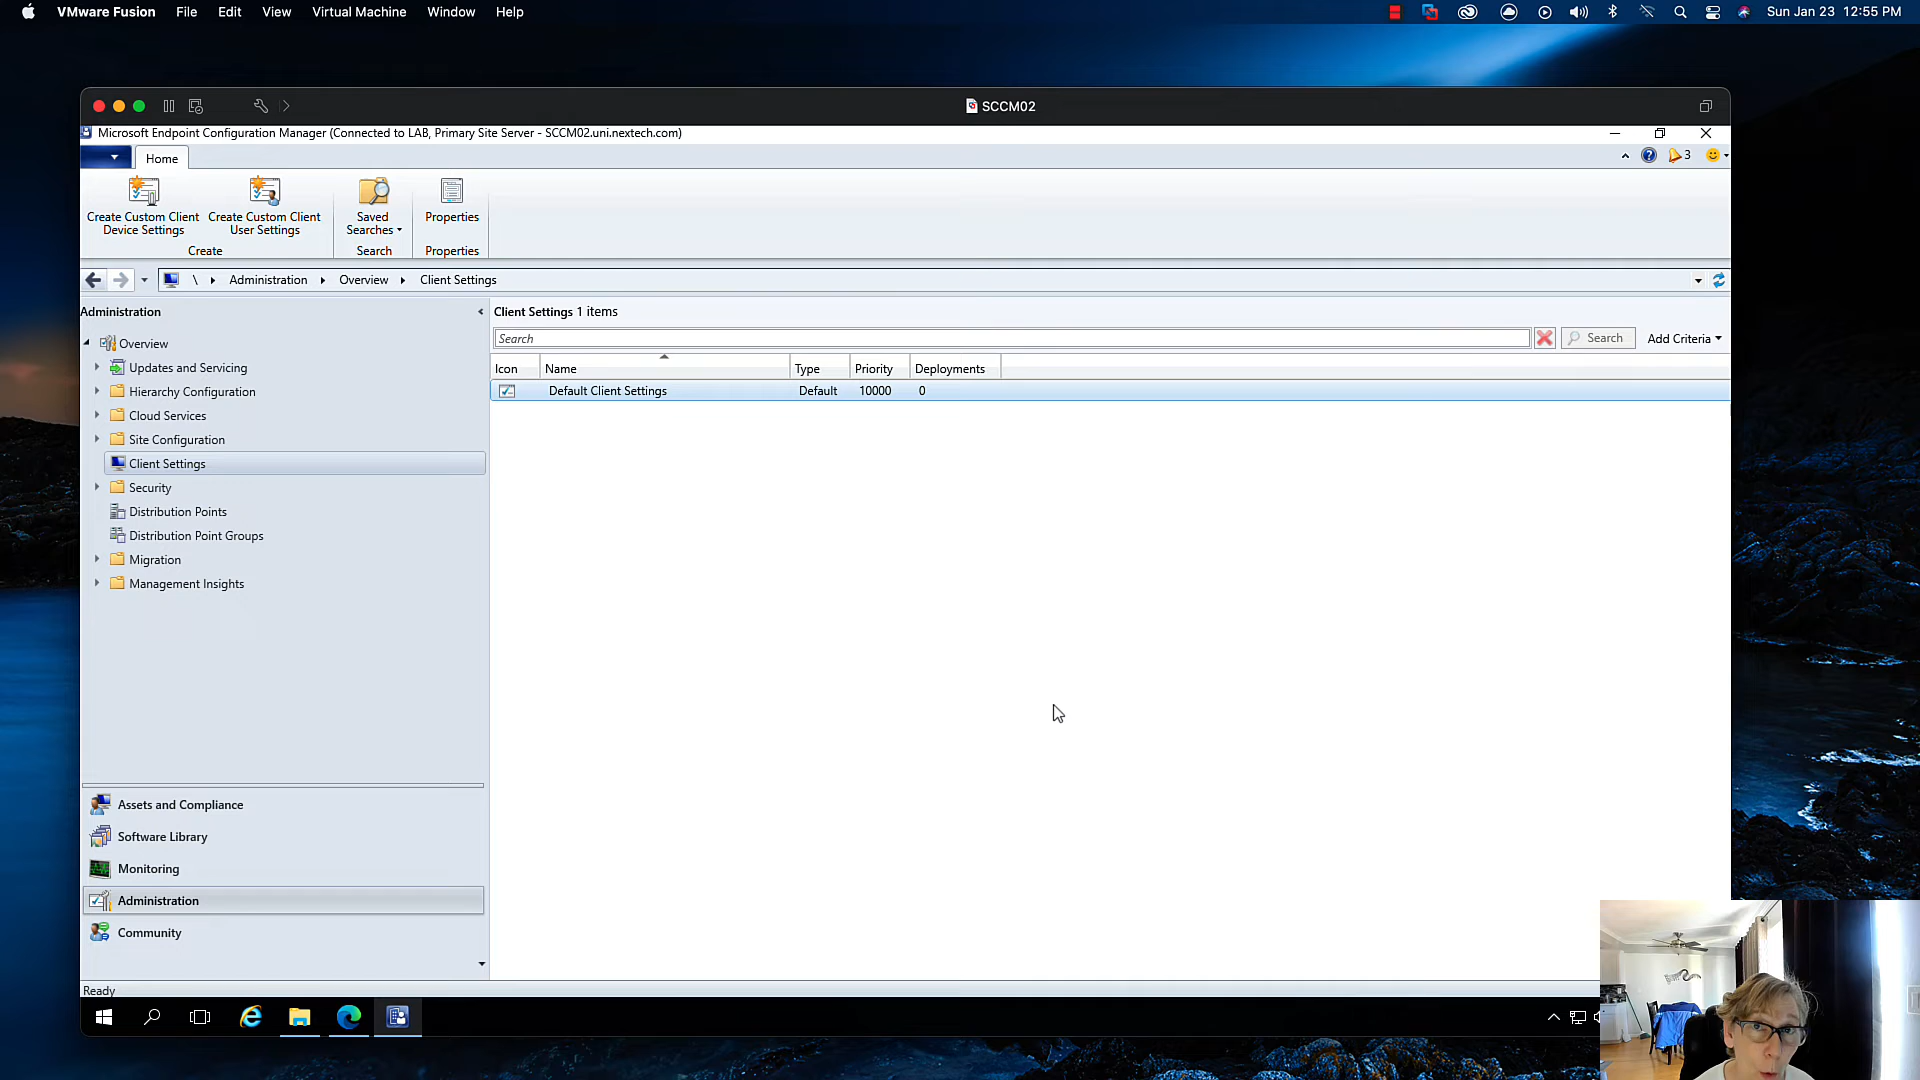 VMware Fusion File Edit View Virtual Machine Window Help Sun Jan 23 12:55 PM
SCCM02
Microsoft Endpoint Configuration Manager (Connected to LAB, Primary Site Server - SCCM02.uni.nextech.com)
Home
3
Create Custom Client Device Settings
Create Custom Client User Settings
Saved Searches
Properties
Create
Search
Properties
\ Administration Overview Client Settings
Administration
Overview
Updates and Servicing
Hierarchy Configuration
Cloud Services
Site Configuration
Client Settings
Security
Distribution Points
Distribution Point Groups
Migration
Management Insights
Assets and Compliance
Software Library
Monitoring
Administration
Community
Client Settings 1 items
Search
Search
Add Criteria
Icon Name Type Priority Deployments
Default Client Settings Default 10000 0
Ready